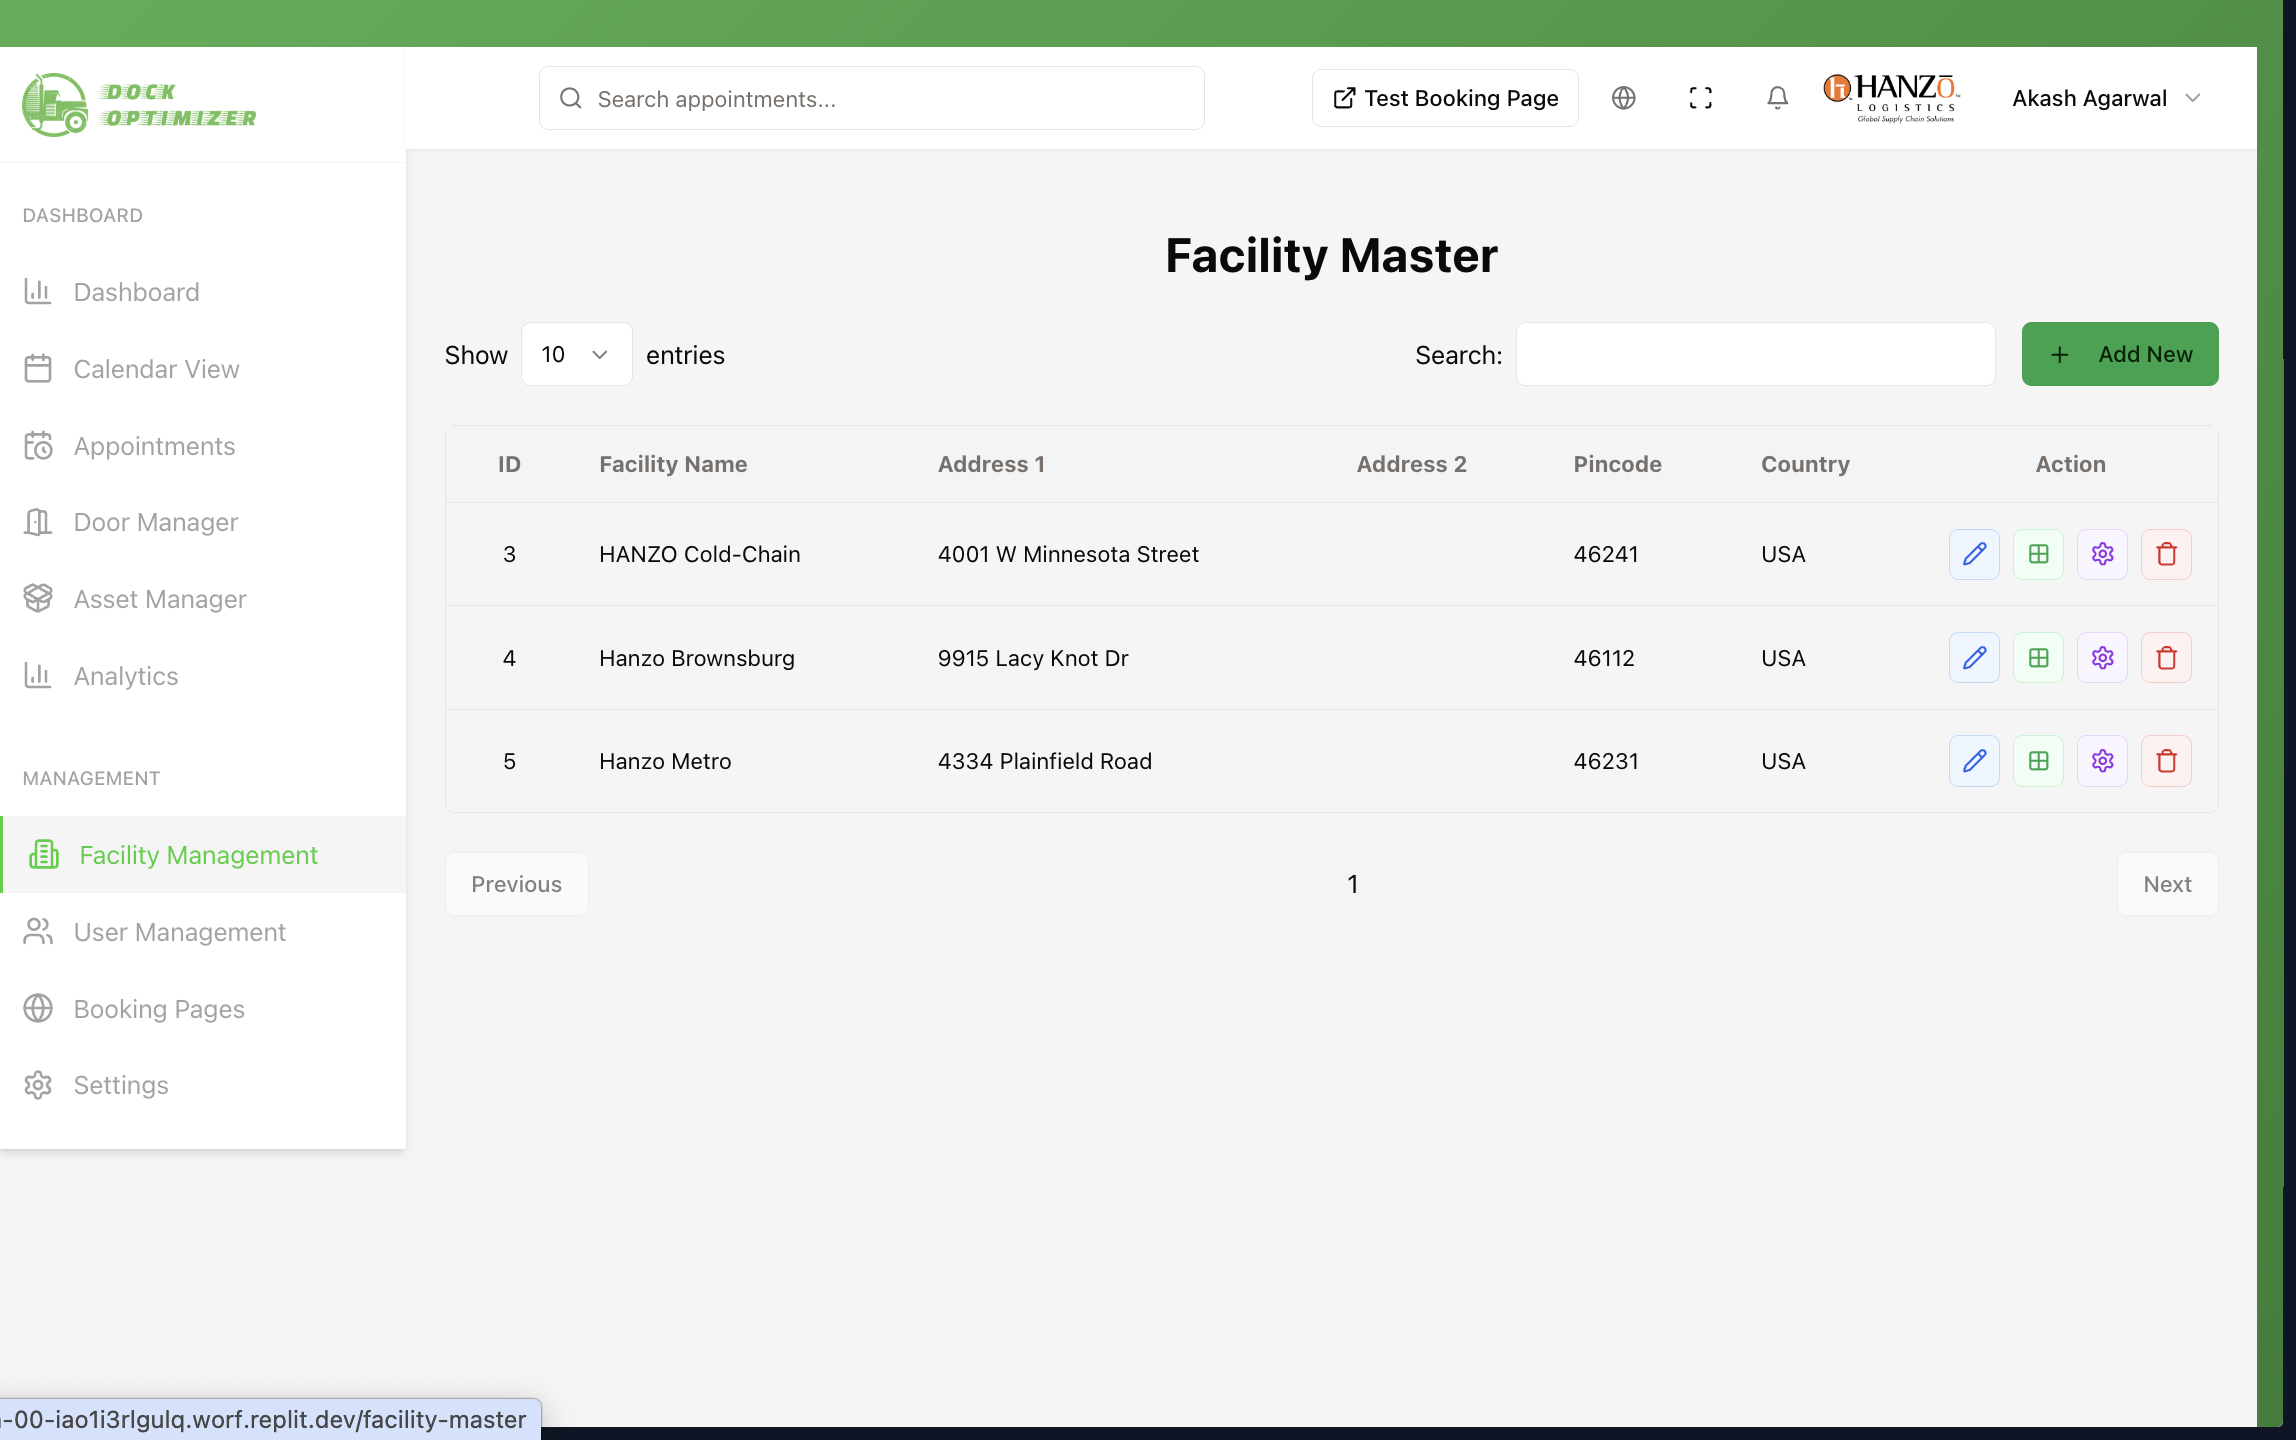 DOCK
OPTIMIZER
Search appointments...
Test Booking Page
HANZO
LOGISTICS
Global Supply Chain Solutions
Akash Agarwal
DASHBOARD
Dashboard
Calendar View
Appointments
Door Manager
Asset Manager
Analytics
MANAGEMENT
Facility Management
User Management
Booking Pages
Settings
Facility Master
Show 10 entries
Search:
+ Add New
ID Facility Name Address 1 Address 2 Pincode Country Action
3 HANZO Cold-Chain 4001 W Minnesota Street 46241 USA
4 Hanzo Brownsburg 9915 Lacy Knot Dr 46112 USA
5 Hanzo Metro 4334 Plainfield Road 46231 USA
Previous 1 Next
-00-iao1i3rlgulq.worf.replit.dev/facility-master